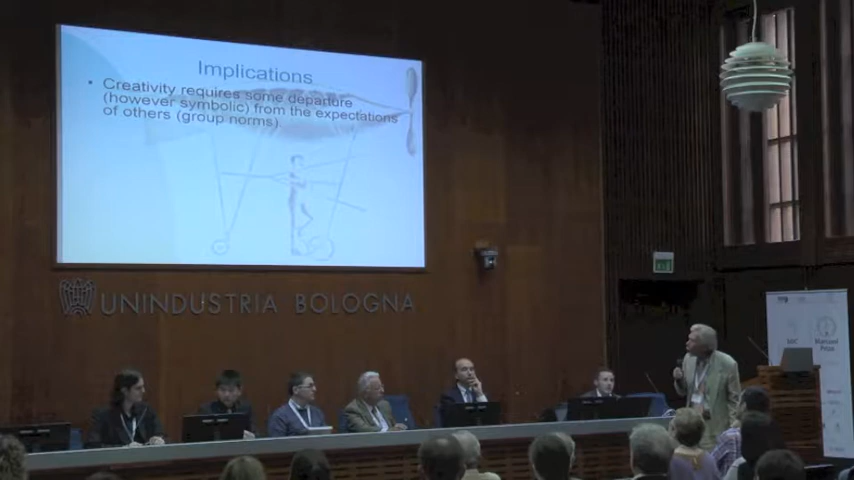 Implications
• Creativity requires some departure
(however symbolic) from the expectations
of others (group norms)
UNINDUSTRIA BOLOGNA